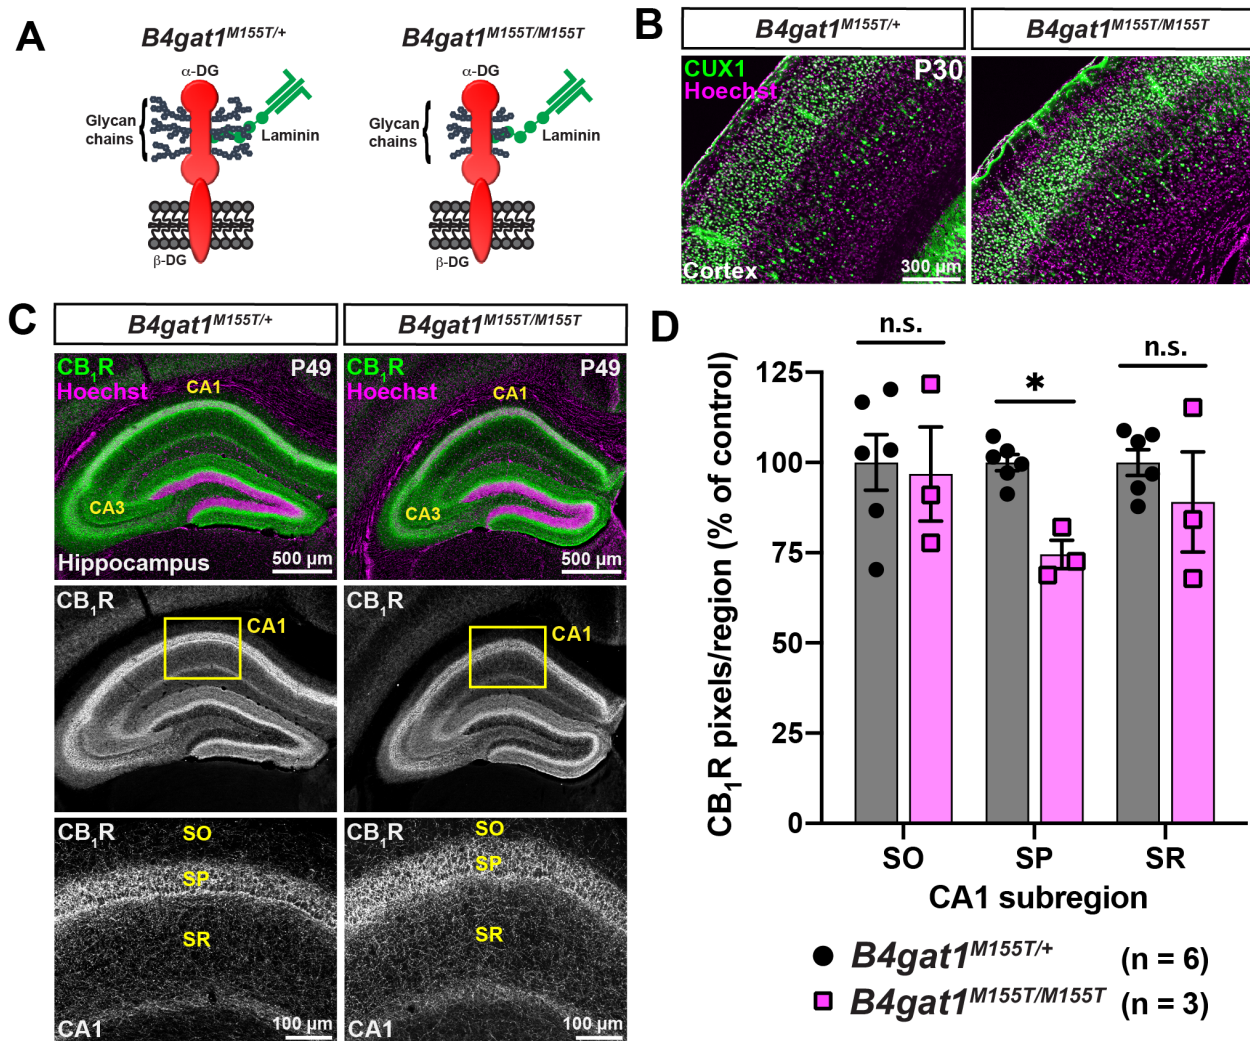 A
B4gat1M155T/+
B4gat1M155T/M155T
α-DG
α-DG
Glycan
chains
Laminin
Glycan
chains
Laminin
β-DG
β-DG
B
B4gat1M155T/+
B4gat1M155T/M155T
CUX1
Hoechst
P30
Cortex
300 µm
C
B4gat1M155T/+
B4gat1M155T/M155T
CB1R
Hoechst
P49
CA1
CA3
Hippocampus
500 µm
CB1R
Hoechst
P49
CA1
CA3
500 µm
CB1R
CA1
CB1R
CA1
CB1R
SO
SP
SR
CA1
100 µm
CB1R
SO
SP
SR
CA1
100 µm
D
n.s.
*
n.s.
CB1R pixels/region (% of control)
125
100
75
50
25
0
SO
SP
SR
CA1 subregion
B4gat1M155T/+ (n = 6)
B4gat1M155T/M155T (n = 3)